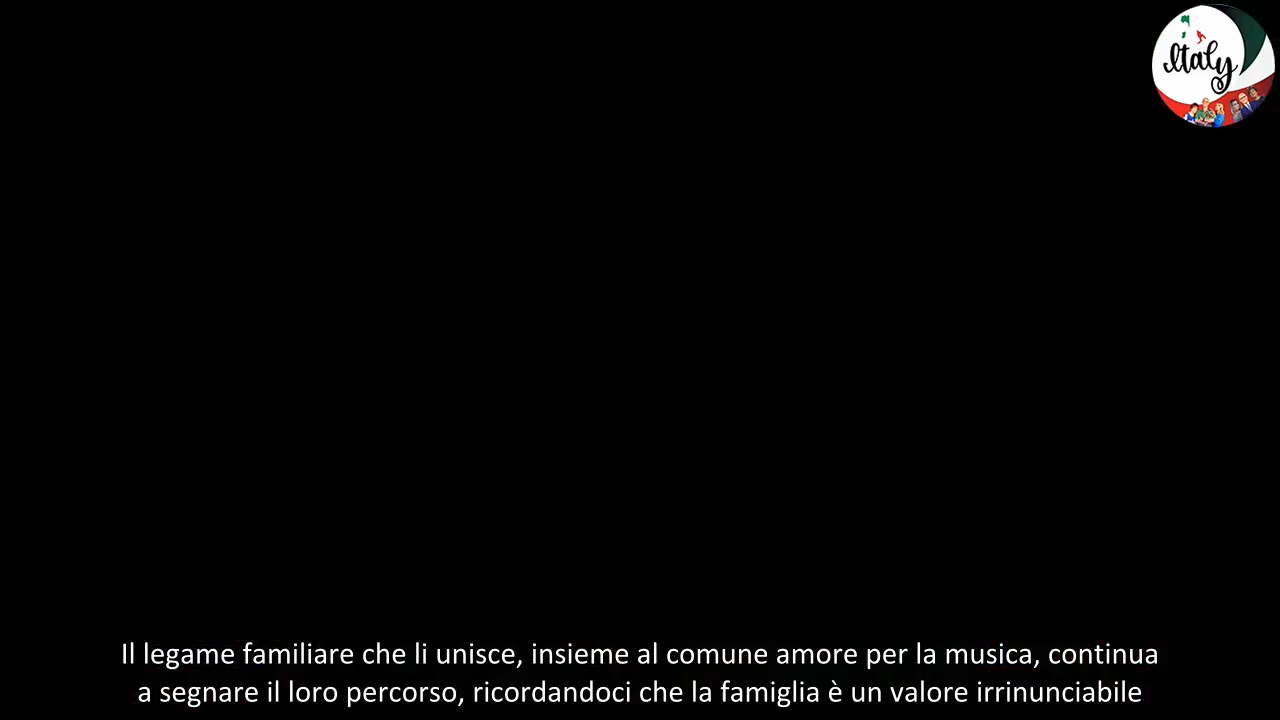 Italy
Il legame familiare che li unisce, insieme al comune amore per la musica, continua
a segnare il loro percorso, ricordandoci che la famiglia è un valore irrinunciabile